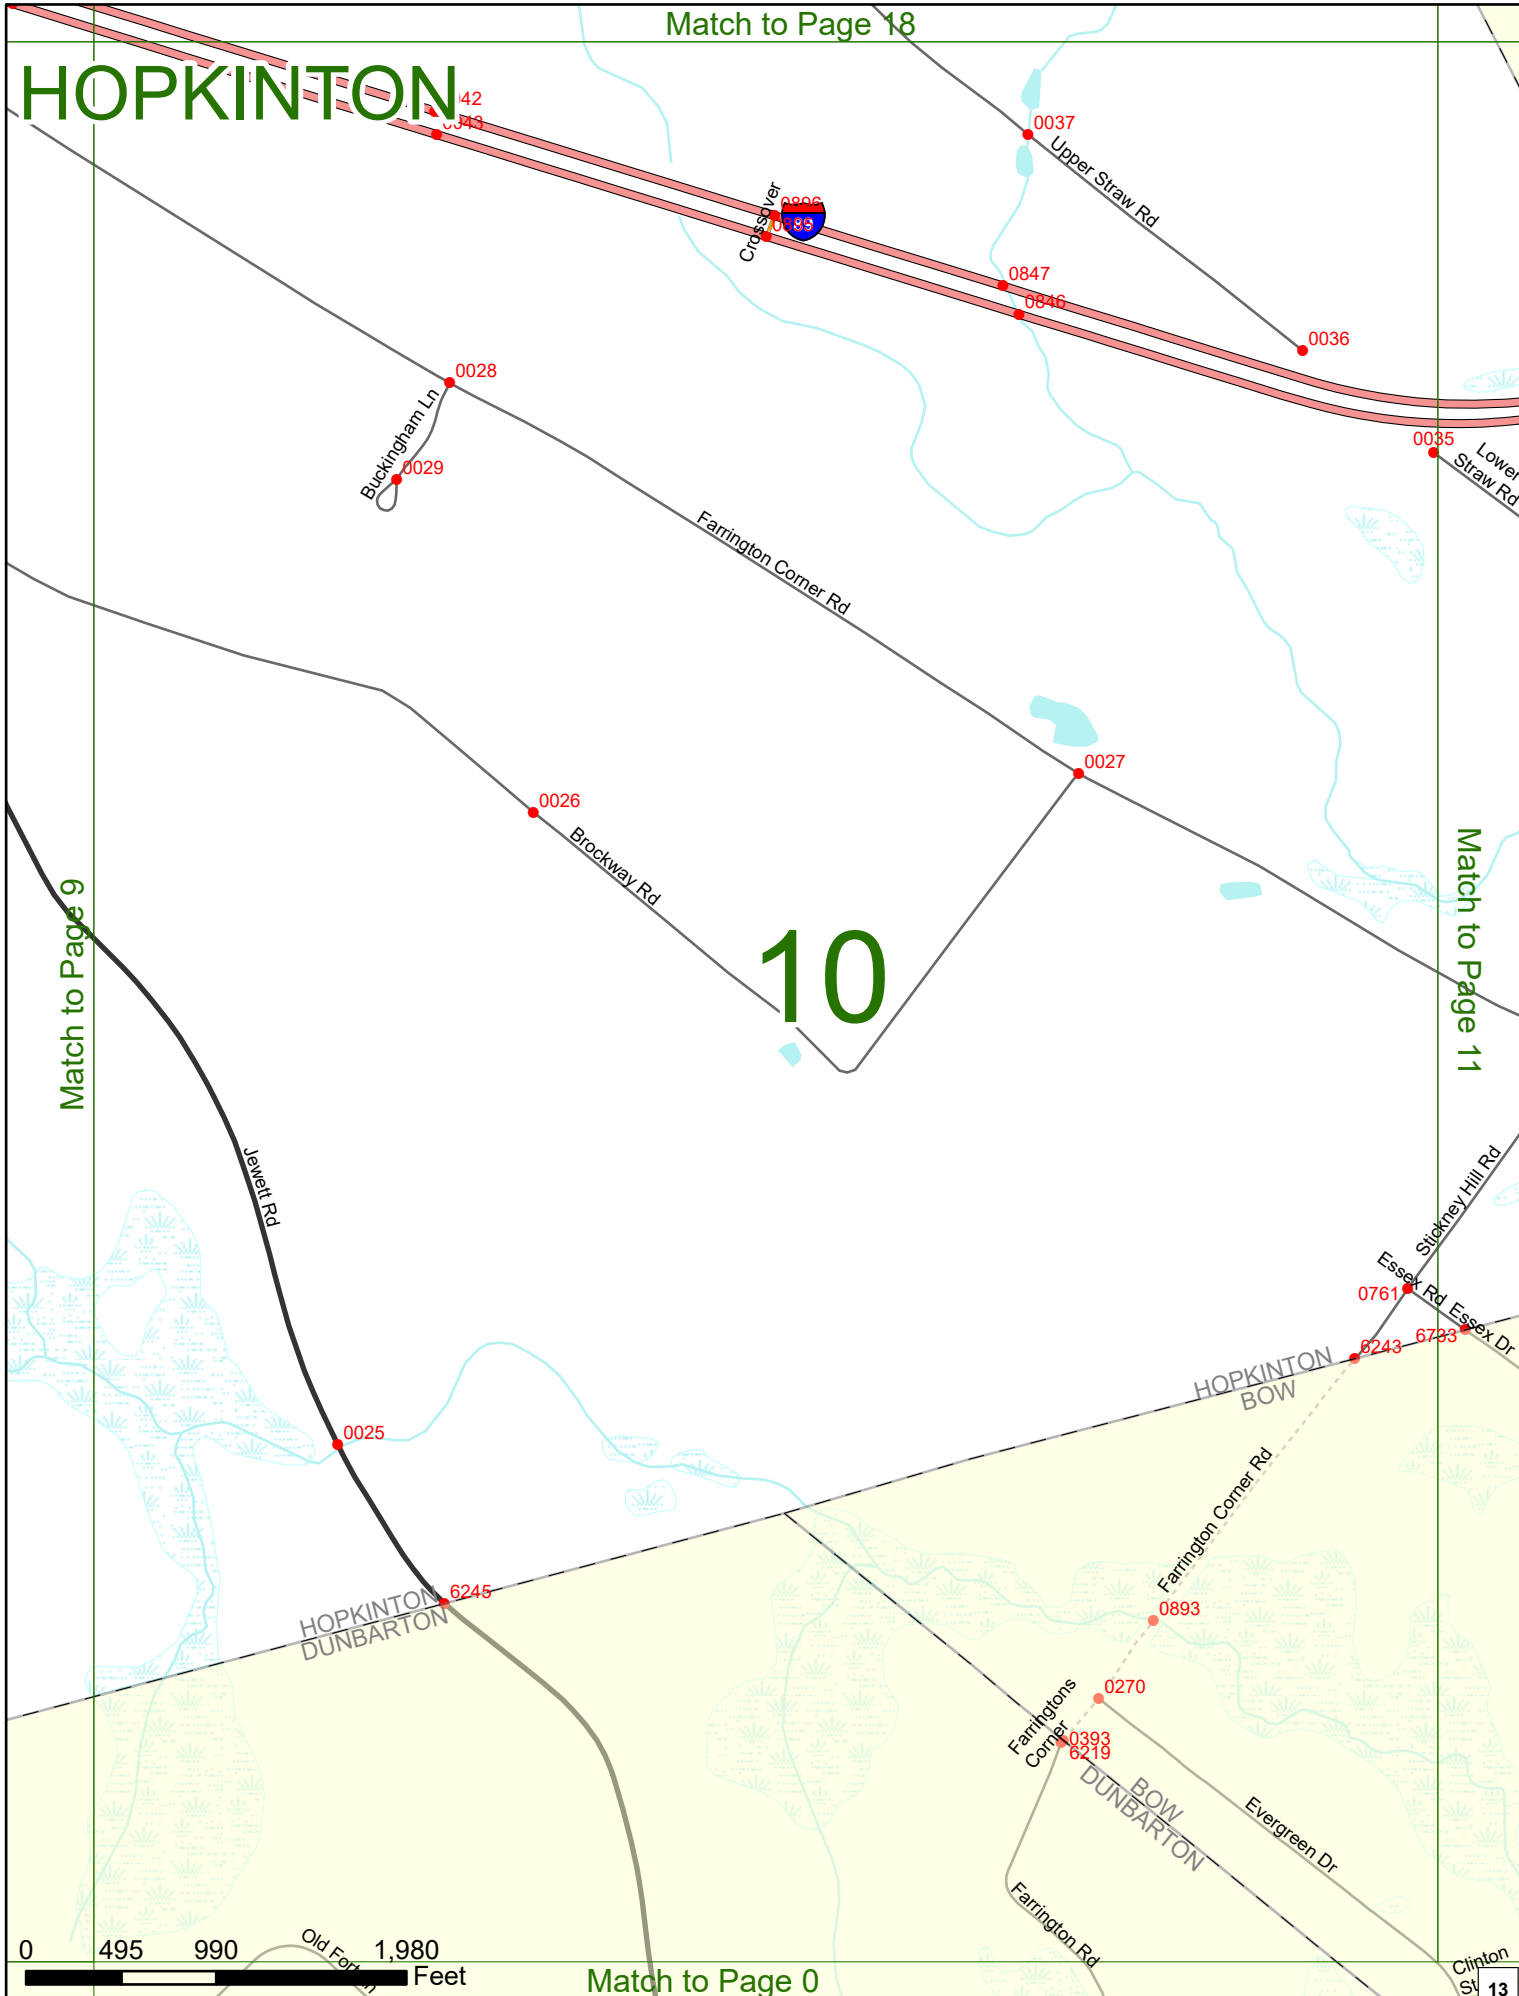 Match to Page 18
HOPKINTON
0037
Upper Straw Rd
Crossover
0896
0847
0846
0036
0028
Buckingham Ln
0029
0035
Lower
Straw Rd
Farrington Corner Rd
0027
0026
Brockway Rd
Match to Page 9
10
Match to Page 11
Jewett Rd
Stickney Hill Rd
Essex Rd
Essex Dr
0761
6733
6243
HOPKINTON
BOW
0025
Farrington Corner Rd
6245
HOPKINTON
DUNBARTON
0893
0270
Farringtons
Corner
0393
6219
BOW
DUNBARTON
Evergreen Dr
Farrington Rd
0 495 990 1,980
Feet
Old
Match to Page 0
Clinton
St
13